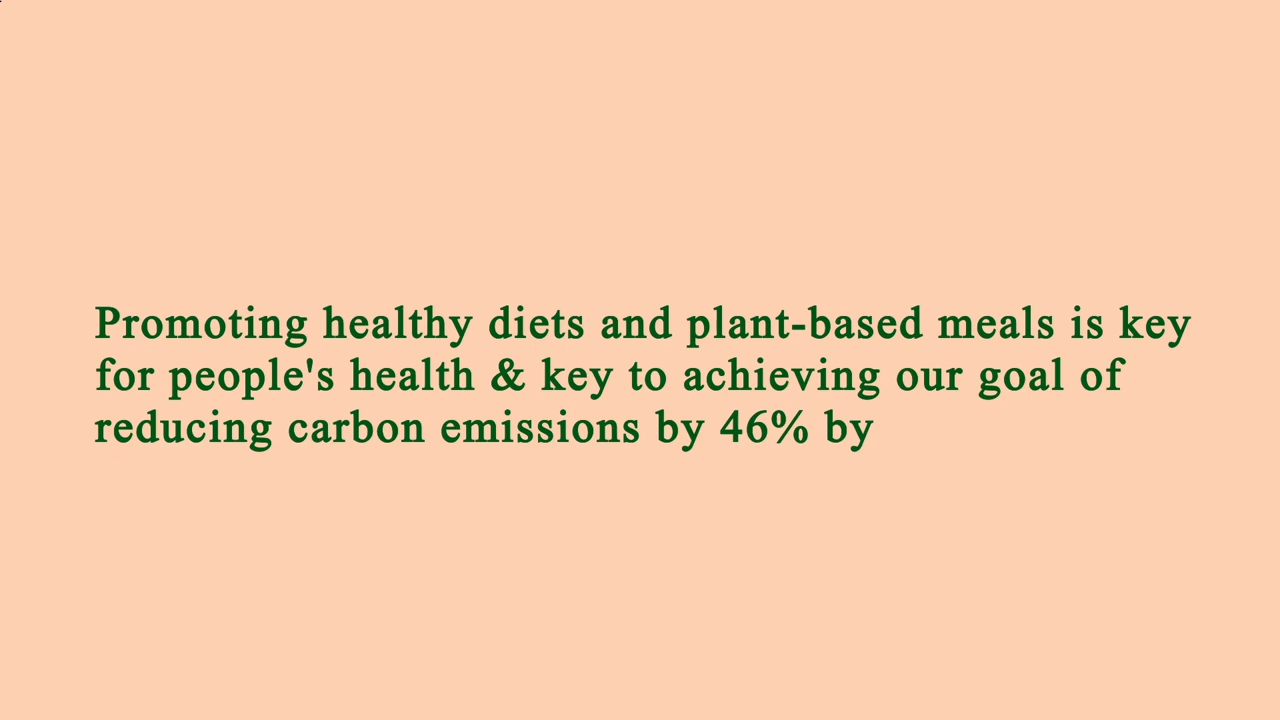 Promoting healthy diets and plant-based meals is key
for people's health & key to achieving our goal of
reducing carbon emissions by 46% by